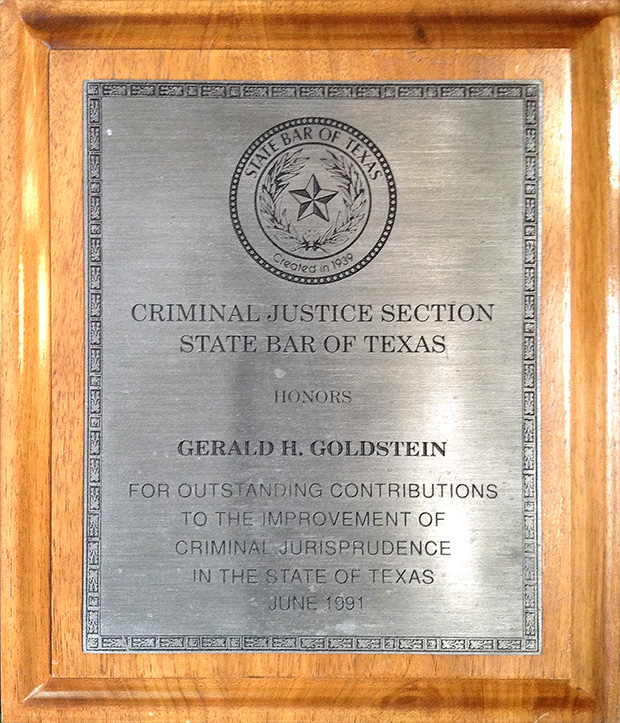 STATE BAR OF TEXAS
Created in 1939
CRIMINAL JUSTICE SECTION
STATE BAR OF TEXAS
HONORS
GERALD H. GOLDSTEIN
FOR OUTSTANDING CONTRIBUTIONS
TO THE IMPROVEMENT OF
CRIMINAL JURISPRUDENCE
IN THE STATE OF TEXAS
JUNE 1991